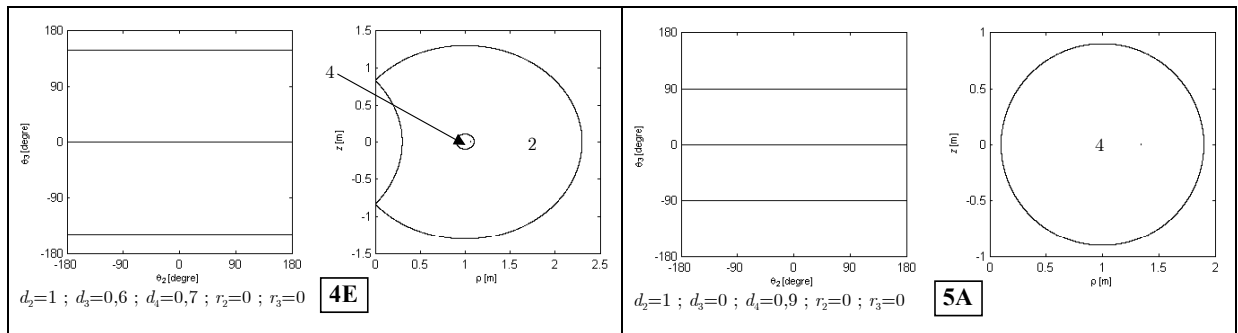 180
90
0
-90
-180
θ₃ [degre]
-180 -90 0 90 180
θ₂ [degre]
4
1.5
1
0.5
0
-0.5
-1
-1.5
z [m]
2
0 0.5 1 1.5 2 2.5
ρ [m]
d₂=1 ; d₃=0,6 ; d₄=0,7 ; r₂=0 ; r₃=0
4E
180
90
0
-90
-180
θ₃ [degre]
-180 -90 0 90 180
θ₂ [degre]
1
0.5
0
-0.5
-1
z [m]
4
0 0.5 1 1.5 2
ρ [m]
d₂=1 ; d₃=0 ; d₄=0,9 ; r₂=0 ; r₃=0
5A